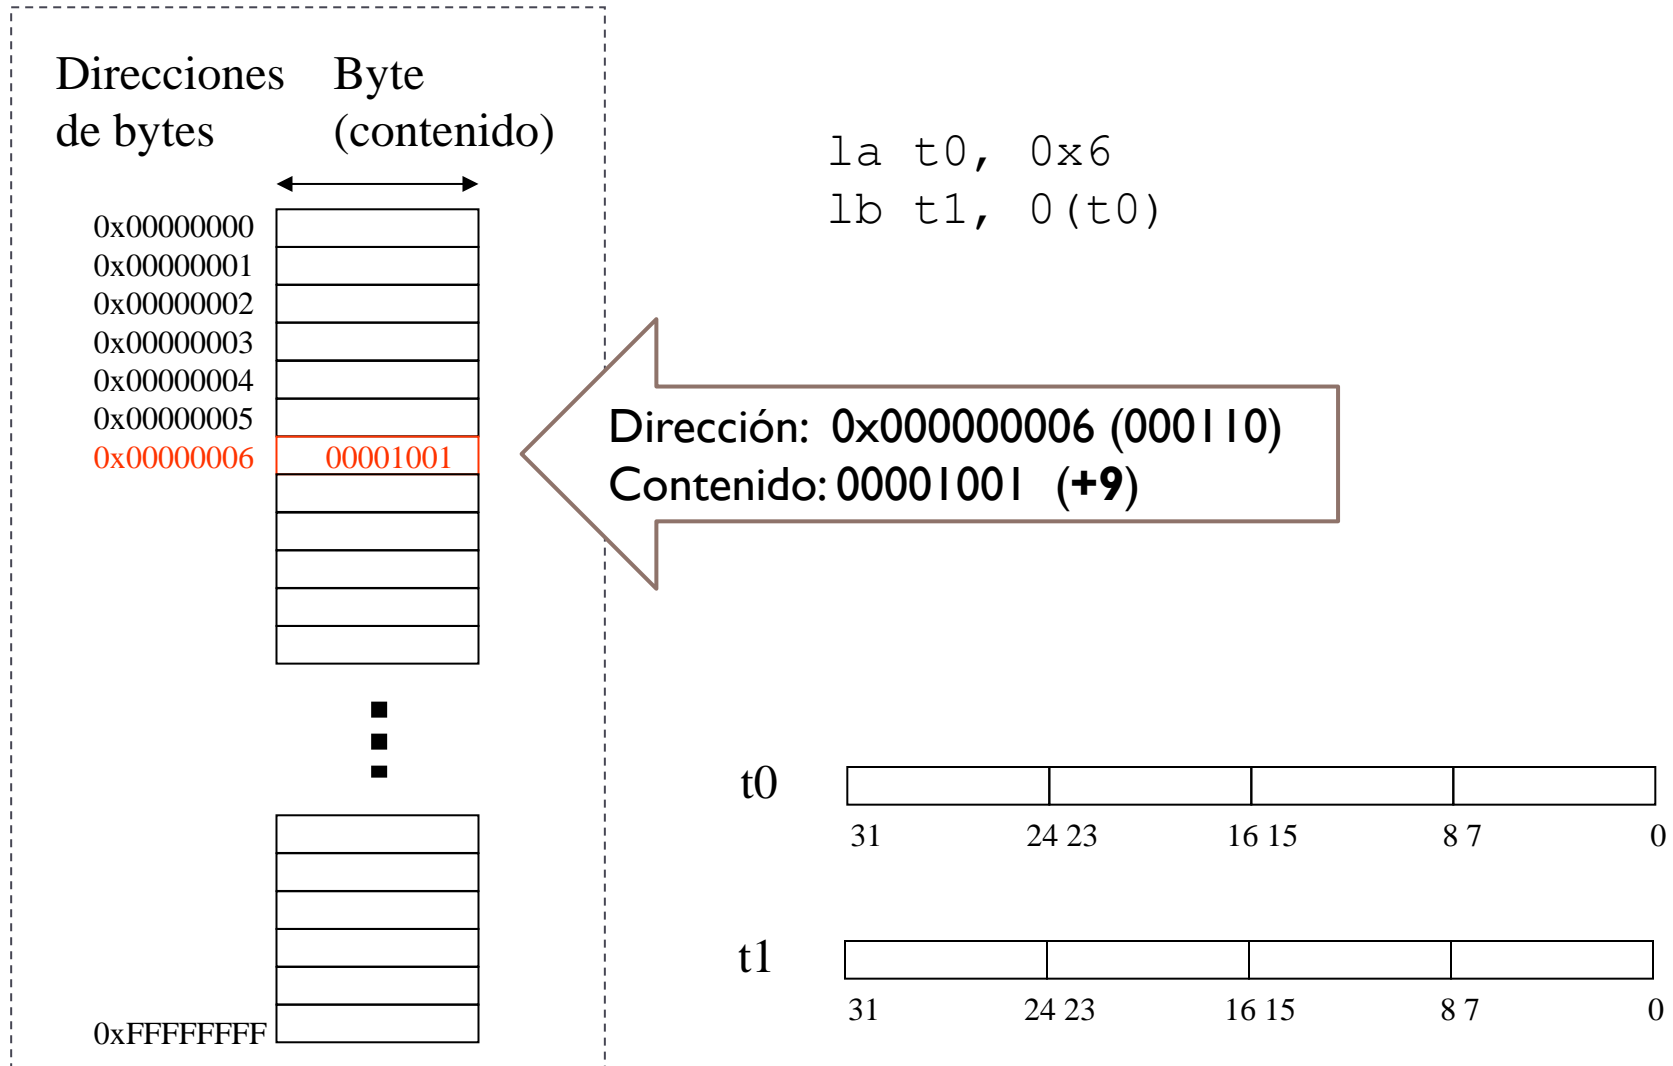 Direcciones de bytes
Byte (contenido)
la t0, 0x6
lb t1, 0(t0)
0x00000000
0x00000001
0x00000002
0x00000003
0x00000004
0x00000005
0x00000006 00001001
Dirección: 0x000000006 (000110)
Contenido: 00001001 (+9)
0xFFFFFFFF
t0
31 24 23 16 15 8 7 0
t1
31 24 23 16 15 8 7 0